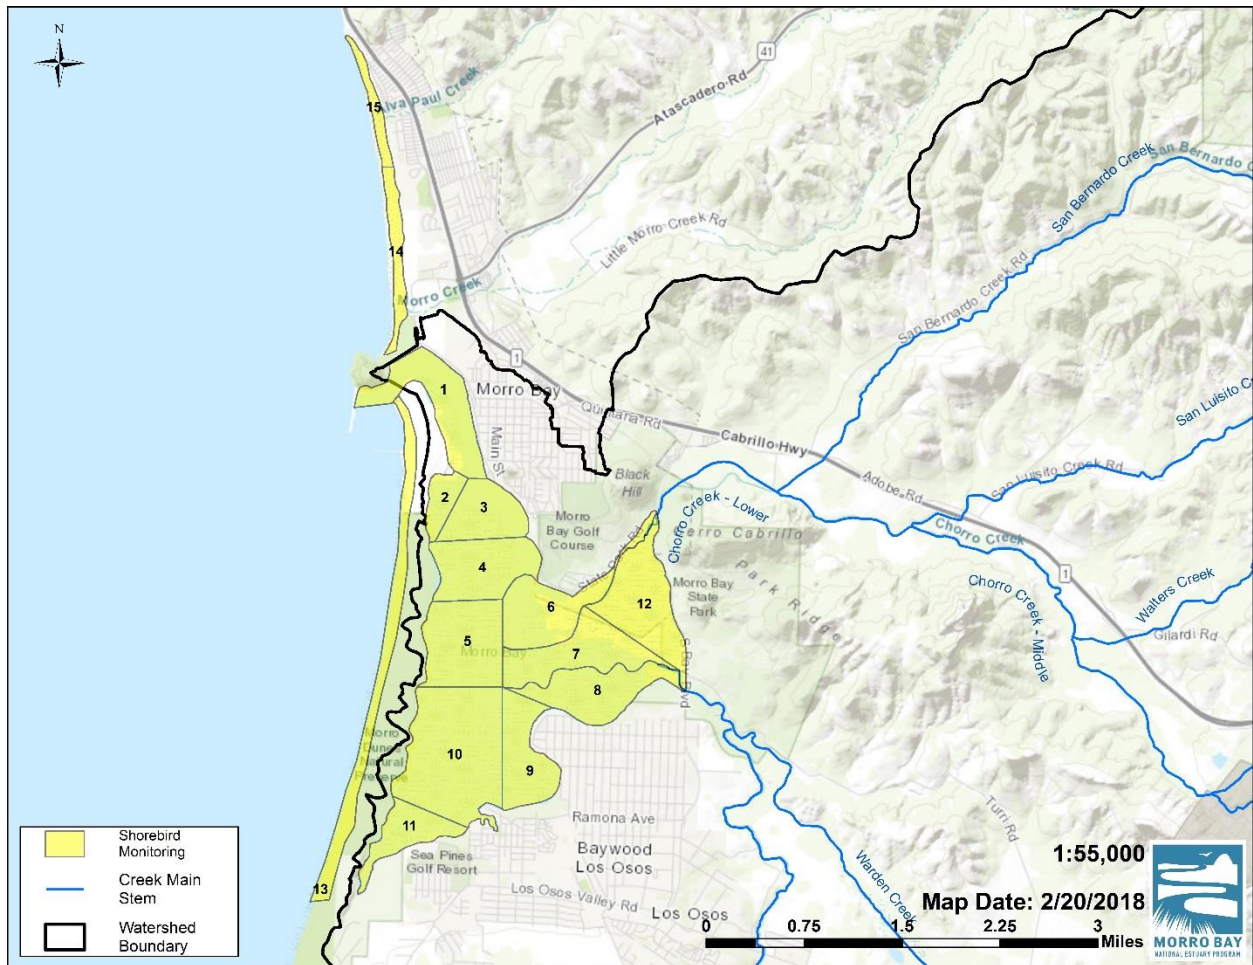 N
41
Alva Paul Creek
15
Atascadero Rd
San Bernardo Creek
San Bernardo C
Little Morro Creek Rd
14
Morro Creek
San Bernardo Creek Rd
1
1
Morro Bay
Quintana Rd
Cabrillo Hwy
San Luisito C
Main St
Black
Hill
Adobe Rd
San Luisito Creek Rd
2
3
Chorro Creek - Lower
Morro
Bay Golf
Course
State Park Rd
Cerro Cabrillo
Chorro Creek
4
Park Ridge
1
Morro Bay
State
Park
Chorro Creek - Middle
Walters Creek
Gilardi Rd
6
12
5
Morro Bay
7
S Bay Blvd
8
Morro
Dunes
Natural
Preserve
10
9
Turri Rd
11
Ramona Ave
Baywood
Los Osos
Sea Pines
Golf Resort
Los Osos Valley Rd
Los Osos
Warden Creek
13
Shorebird
Monitoring
Creek Main
Stem
Watershed
Boundary
1:55,000
Map Date: 2/20/2018
0 0.75 1.5 2.25 3
Miles
MORRO BAY
NATIONAL ESTUARY PROGRAM